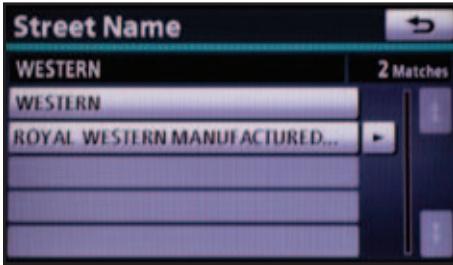 Street Name
WESTERN 2 Matches
WESTERN
ROYAL WESTERN MANUFACTURED...